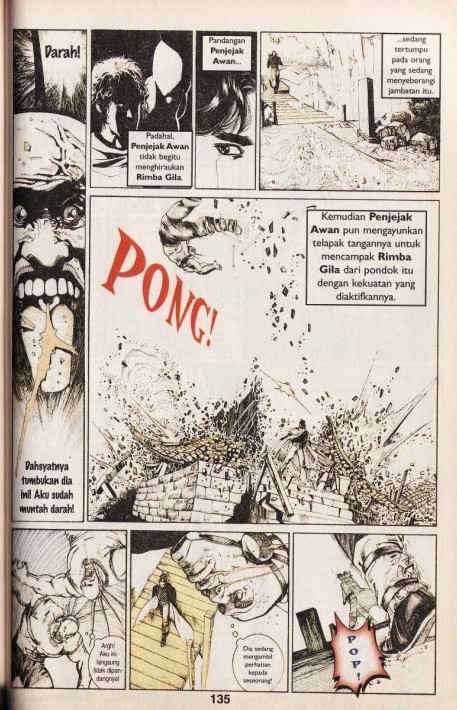 Darah!
Padahal,
Penjejak Awan
tidak begitu
menghiraukan
Rimba Gila.
Pandangan
Penjejak
Awan...
...sedang
tertumpu
pada orang
yang sedang
menyeberangi
jambatan itu.
Kemudian Penjejak
Awan pun mengayunkan
telapak tangannya untuk
mencampak Rimba
Gila dari pondok itu
dengan kekuatan yang
diaktifkannya.
PONG!
Dahsyatnya
tumbukan dia
ini! Aku sudah
muntah darah!
Argh!
Aku ini
langsung
tidak dipan-
dangnya!
Dia sedang
mengambil
perhatian
kepada
seseorang!
POP!
135